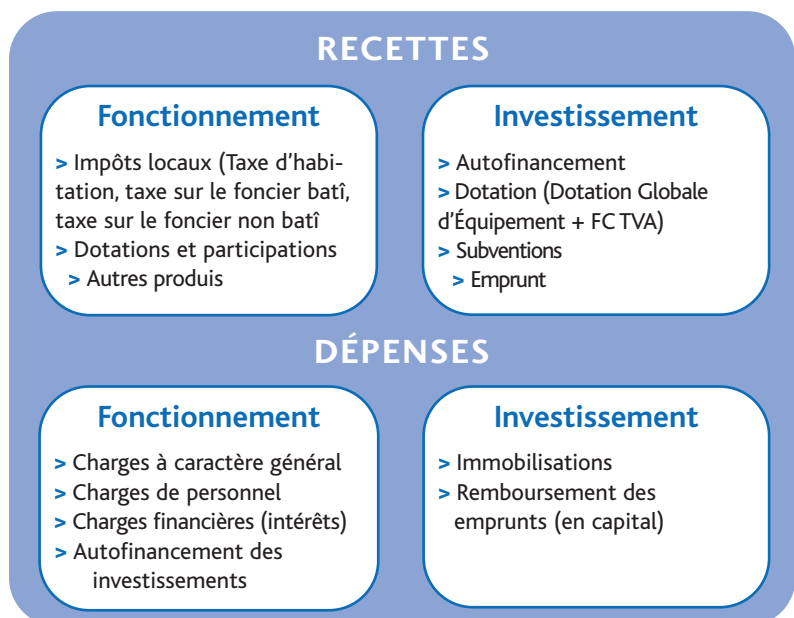 RECETTES
Fonctionnement
> Impôts locaux (Taxe d'habi-
tation, taxe sur le foncier batî,
taxe sur le foncier non batî
> Dotations et participations
> Autres produis
Investissement
> Autofinancement
> Dotation (Dotation Globale
d'Équipement + FC TVA)
> Subventions
> Emprunt
DÉPENSES
Fonctionnement
> Charges à caractère général
> Charges de personnel
> Charges financières (intérêts)
> Autofinancement des
investissements
Investissement
> Immobilisations
> Remboursement des
emprunts (en capital)